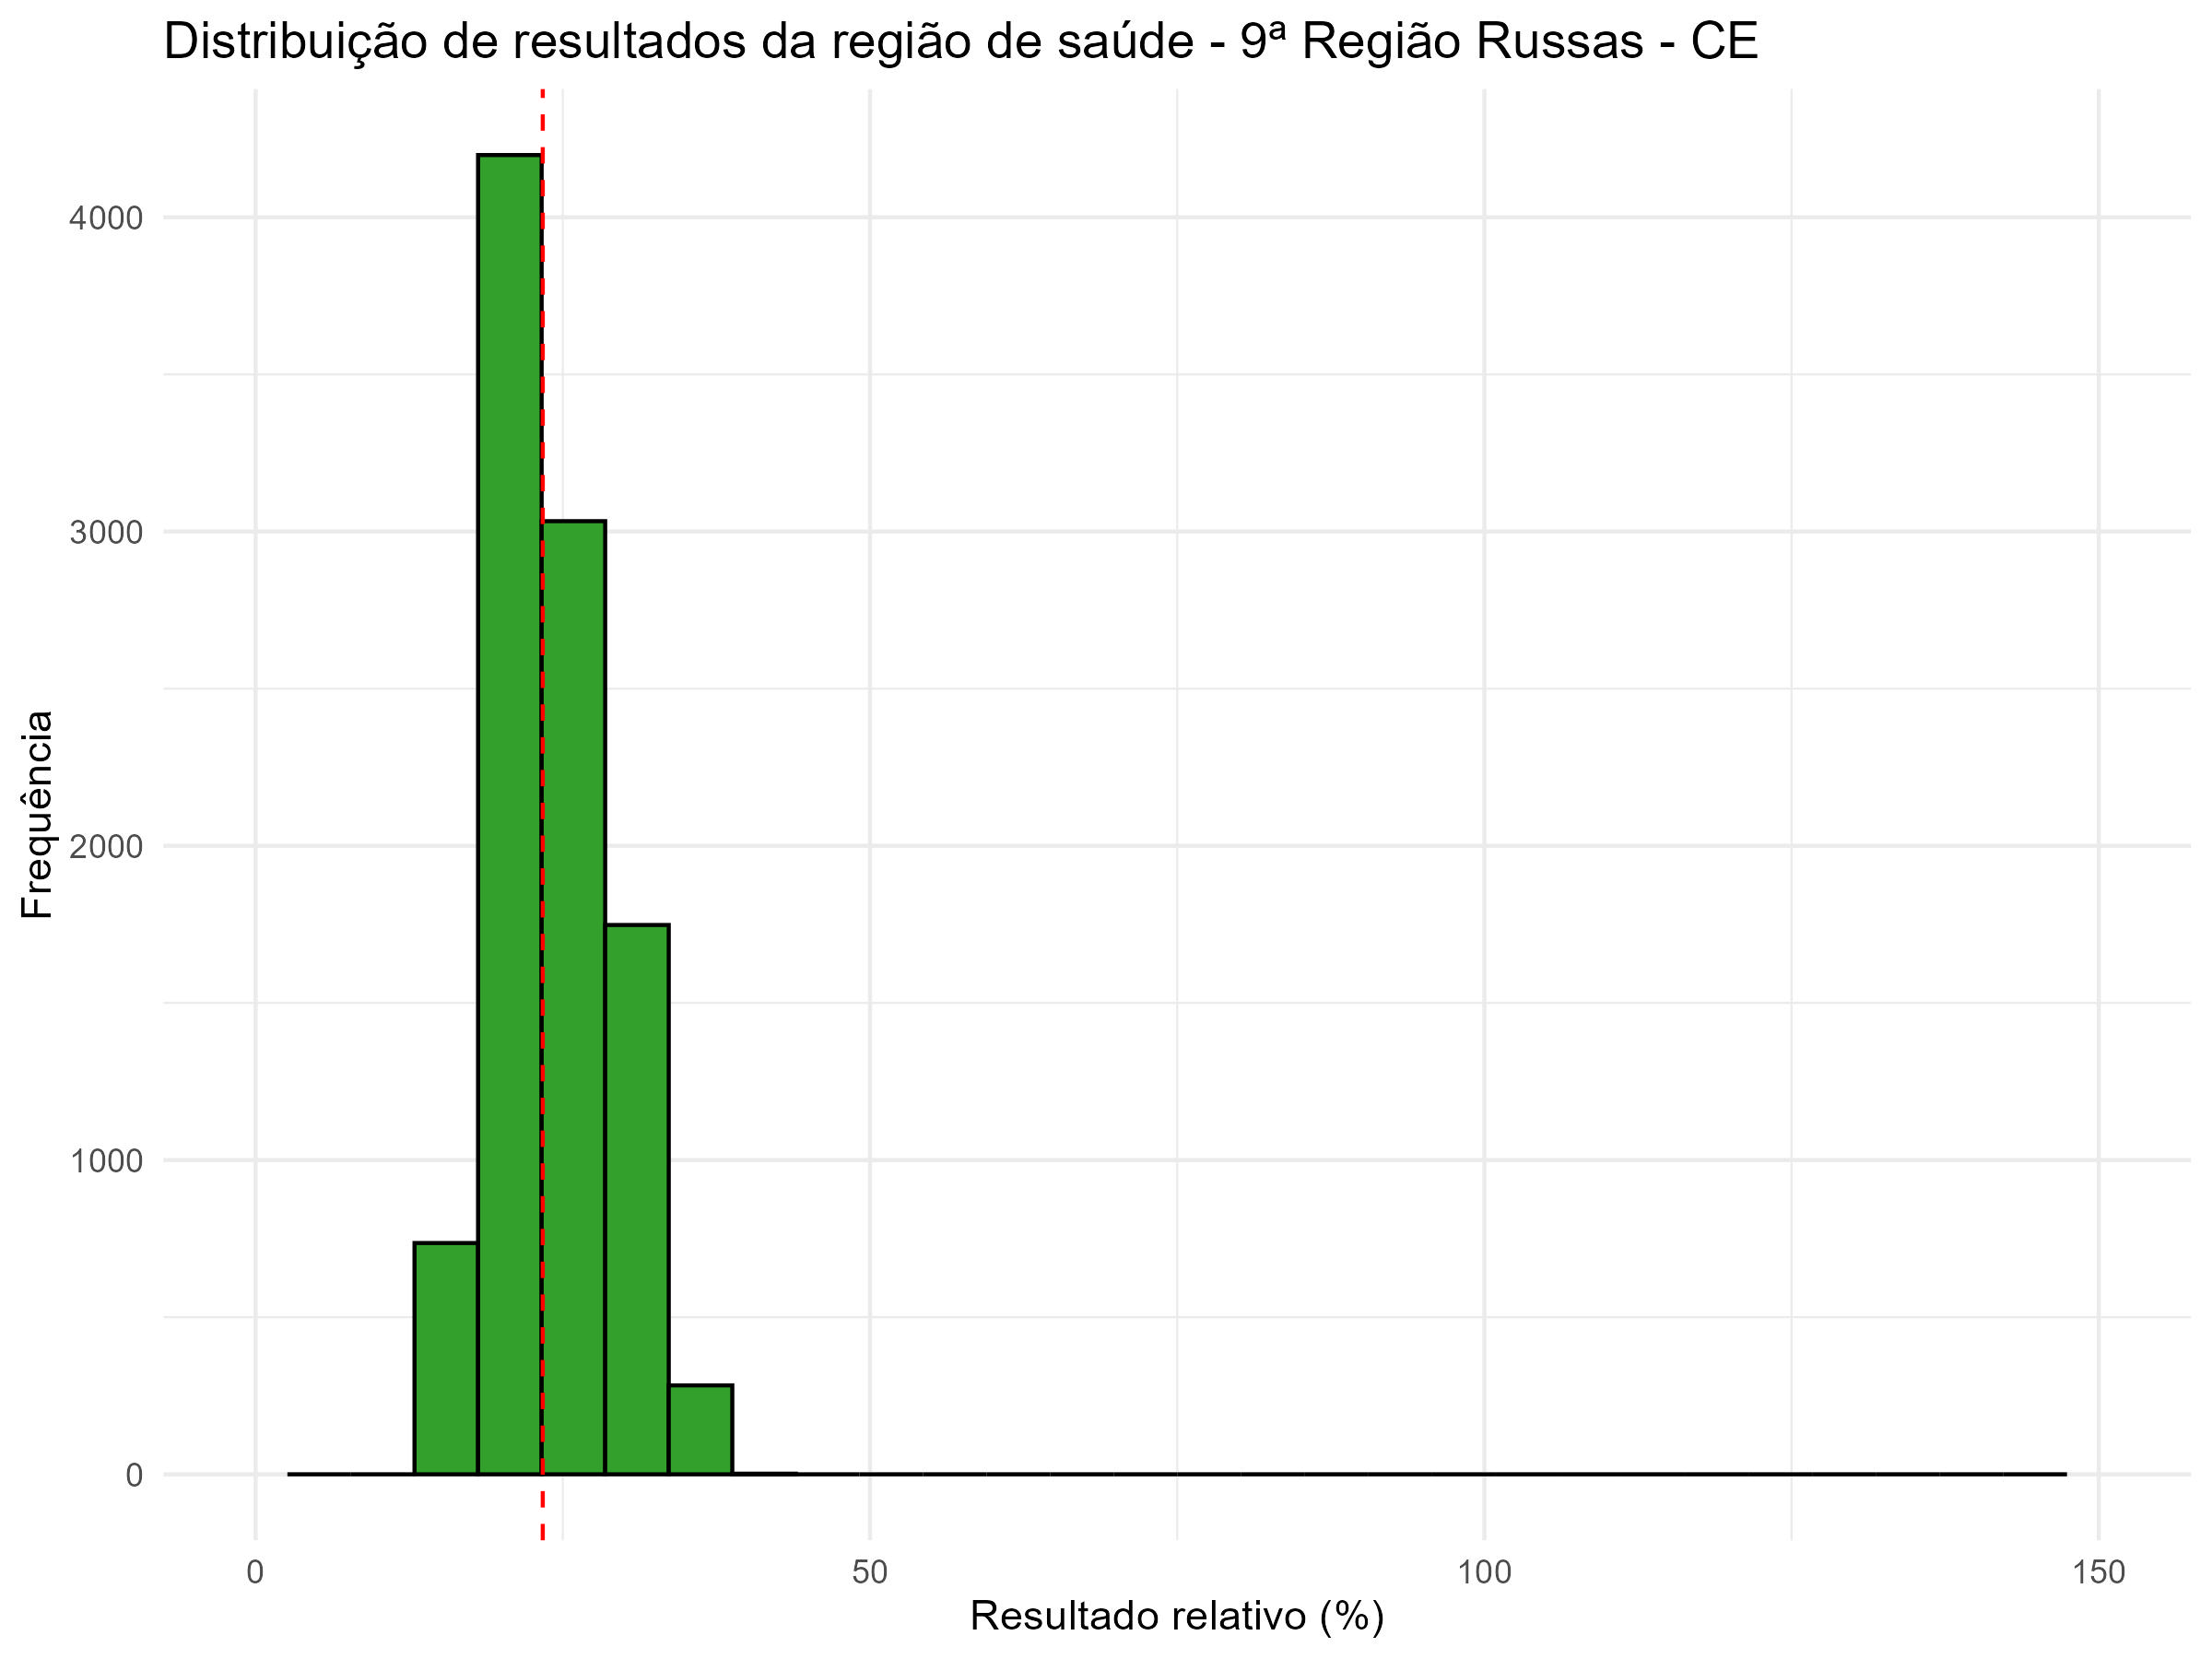 Distribuição de resultados da região de saúde - 9ª Região Russas - CE
Frequência
4000
3000
2000
1000
0
0 50 100 150
Resultado relativo (%)